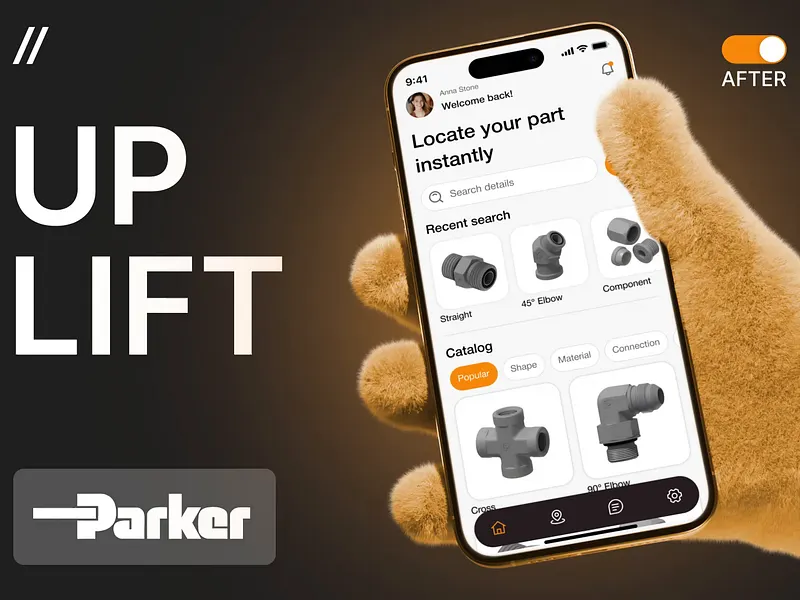 //
AFTER
UP
LIFT
Parker
9:41
Anna Stone
Welcome back!
Locate your part
instantly
Search details
Recent search
Straight
45° Elbow
Component
Catalog
Popular
Shape
Material
Connection
Cross
90° Elbow